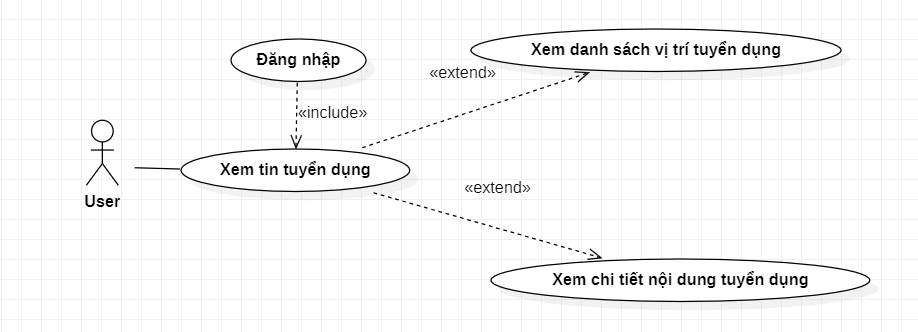 Xem danh sách vị trí tuyển dụng
Đăng nhập
«extend»
«include»
Xem tin tuyển dụng
«extend»
User
Xem chi tiết nội dung tuyển dụng